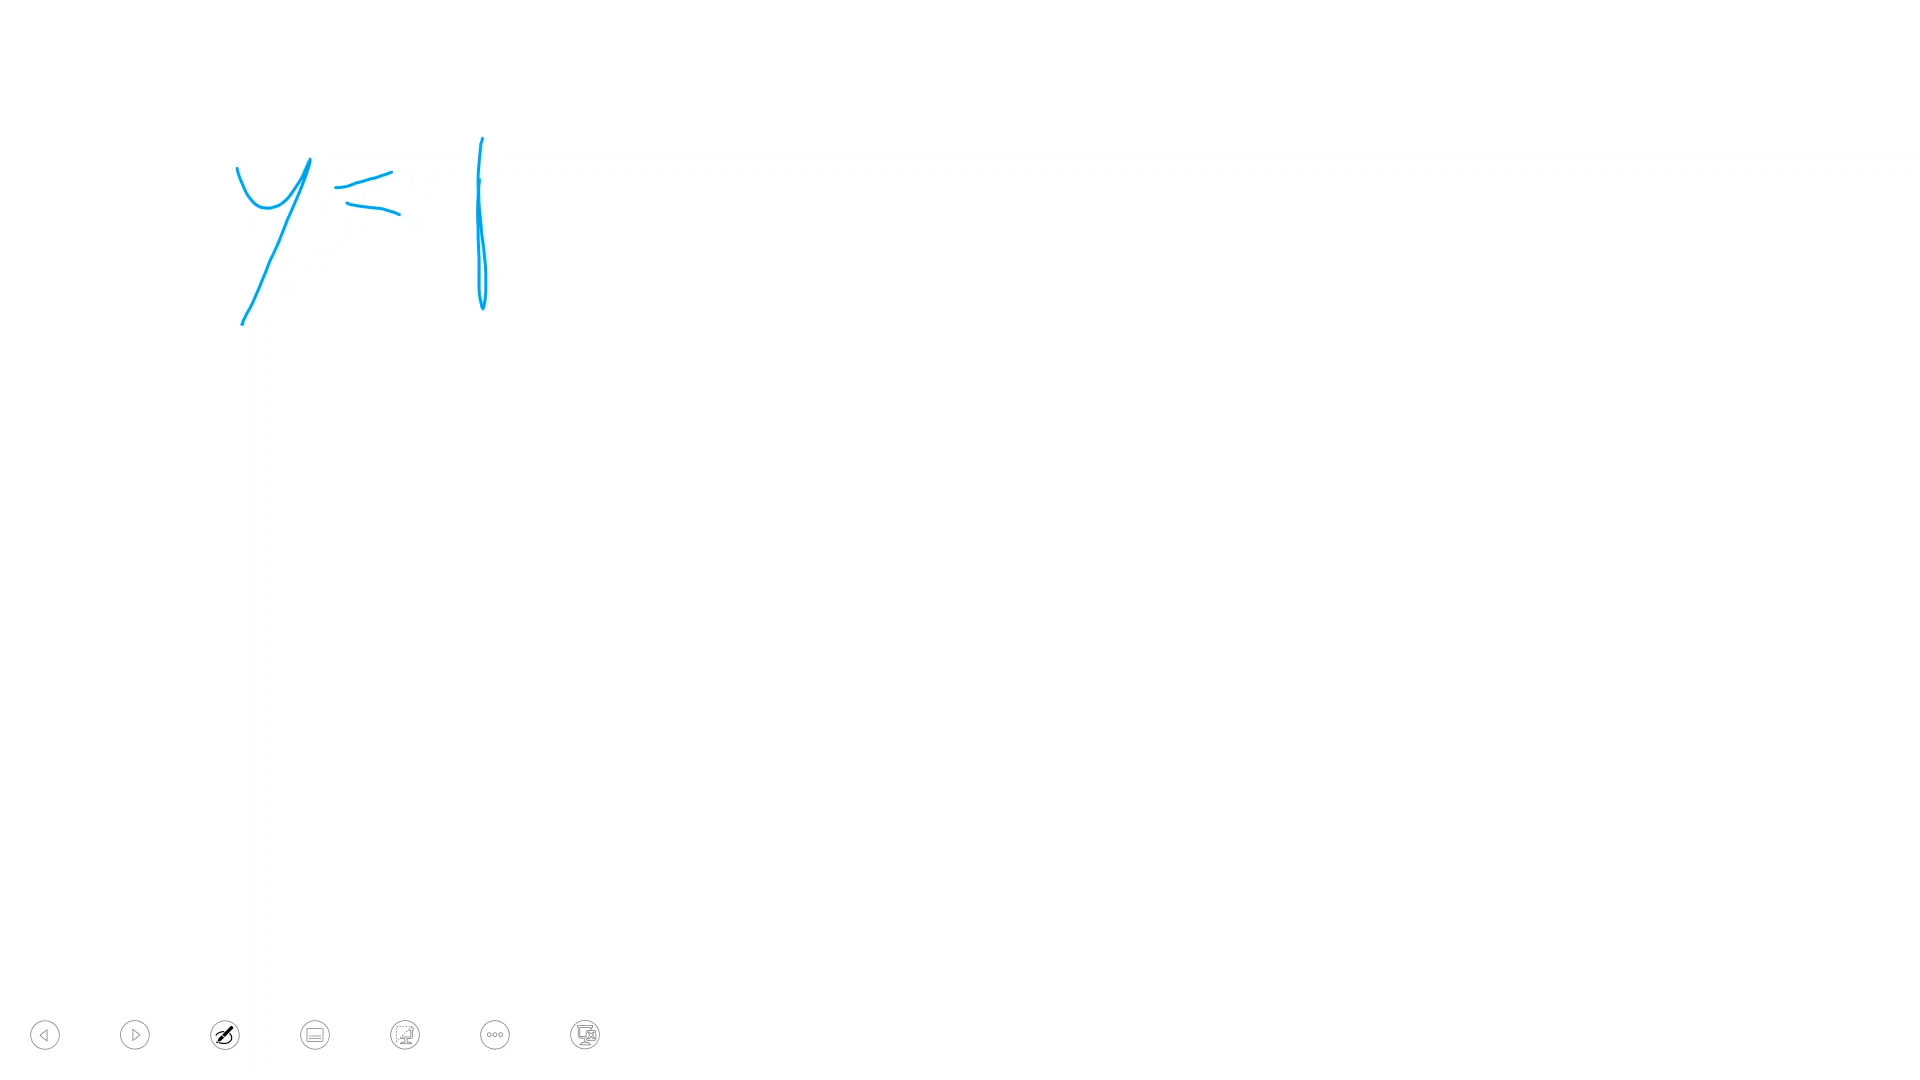 y = 1